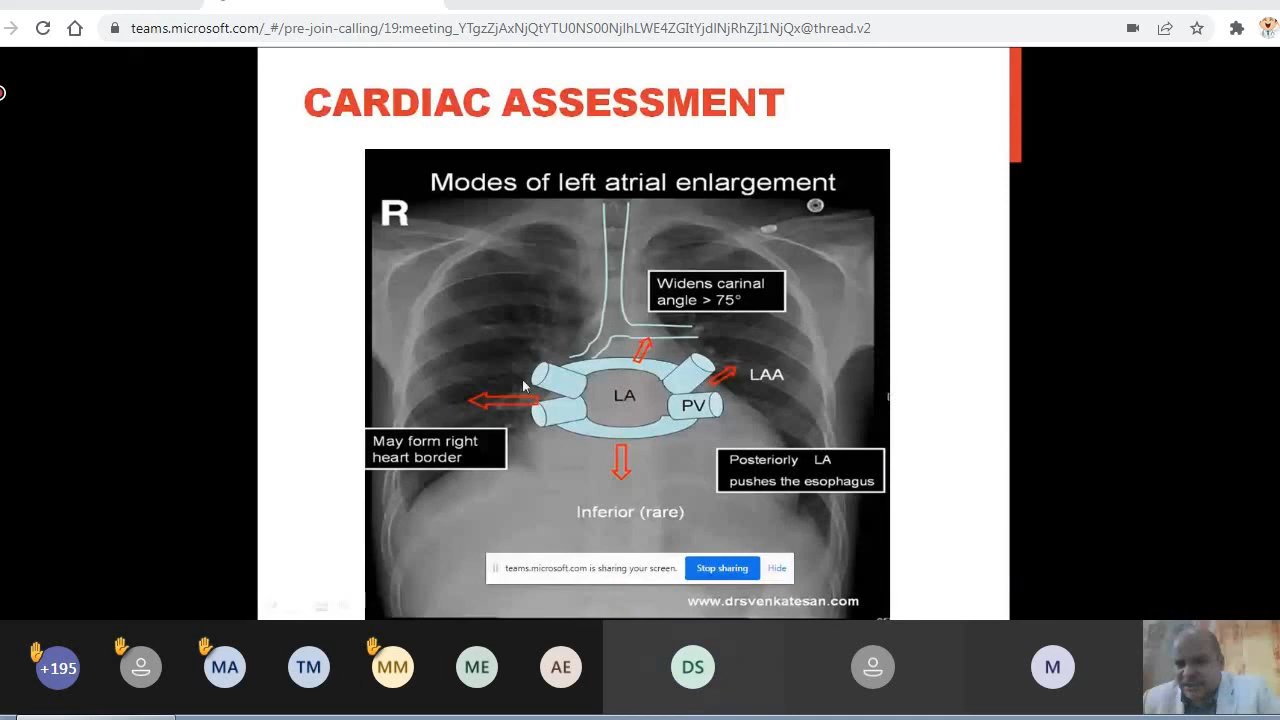 teams.microsoft.com/_#/pre-join-calling/19:meeting_YTgzZjAxNjQtYTU0NS00NjlhLWE4ZGItYjdlNjRhZjI1NjQx@thread.v2
CARDIAC ASSESSMENT
Modes of left atrial enlargement
R
Widens carinal
angle > 75°
LAA
LA
PV
May form right
heart border
Posteriorly LA
pushes the esophagus
Inferior (rare)
teams.microsoft.com is sharing your screen.
Stop sharing
Hide
www.drsvenkatesan.com
+195
MA
TM
MM
ME
AE
DS
M